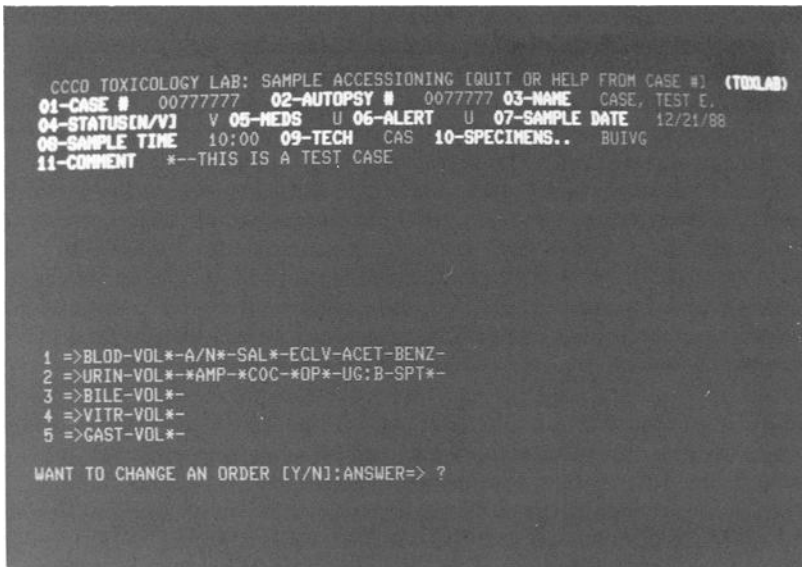 CCCO TOXICOLOGY LAB: SAMPLE ACCESSIONING [QUIT OR HELP FROM CASE #] (TOXLAB)
01-CASE # 00777777 02-AUTOPSY # 0077777 03-NAME CASE, TEST E.
04-STATUS[N/V] V 05-MEDS U 06-ALERT U 07-SAMPLE DATE 12/21/88
08-SAMPLE TIME 10:00 09-TECH CAS 10-SPECIMENS.. BUIVG
11-COMMENT *--THIS IS A TEST CASE
1 =>BLOD-VOL*-A/N*-SAL*-ECLV-ACET-BENZ-
2 =>URIN-VOL*-*AMP-*COC-*OP*-UG:B-SPT*-
3 =>BILE-VOL*-
4 =>VITR-VOL*-
5 =>GAST-VOL*-
WANT TO CHANGE AN ORDER [Y/N]:ANSWER=> ?